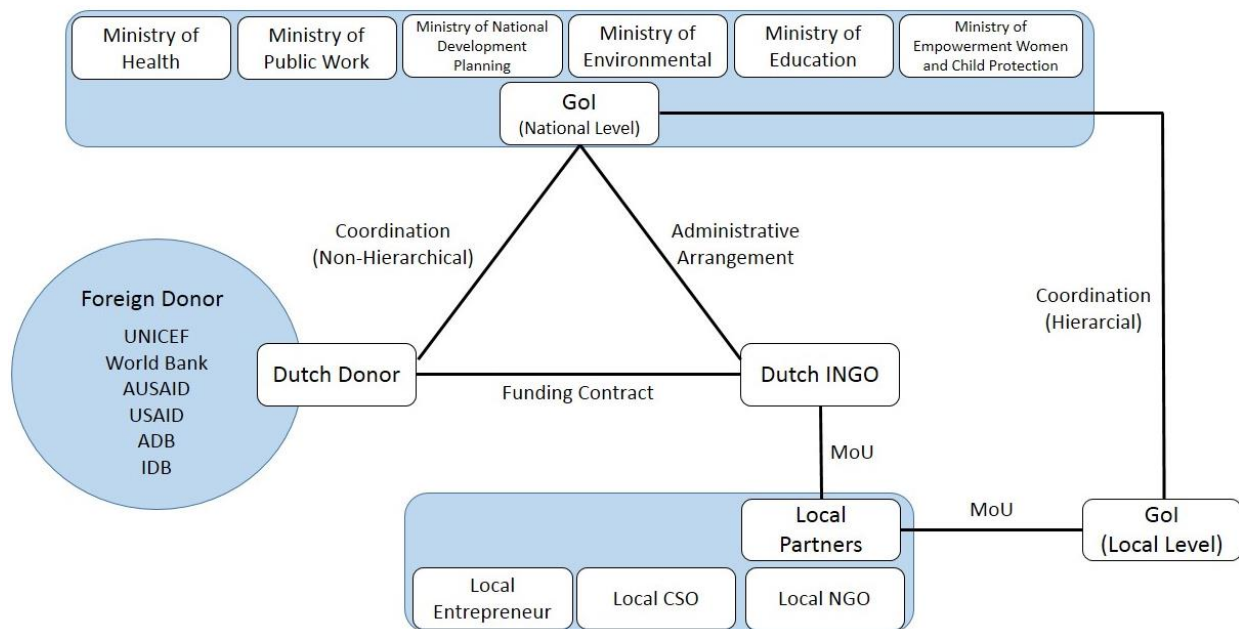 Ministry of
Health
Ministry of
Public Work
Ministry of National
Development
Planning
Ministry of
Environmental
Ministry of
Education
Ministry of
Empowerment Women
and Child Protection
GoI
(National Level)
Coordination
(Non-Hierarchical)
Administrative
Arrangement
Coordination
(Hierarcial)
Foreign Donor
UNICEF
World Bank
AUSAID
USAID
ADB
IDB
Dutch Donor
Funding Contract
Dutch INGO
MoU
Local
Partners
MoU
GoI
(Local Level)
Local
Entrepreneur
Local CSO
Local NGO